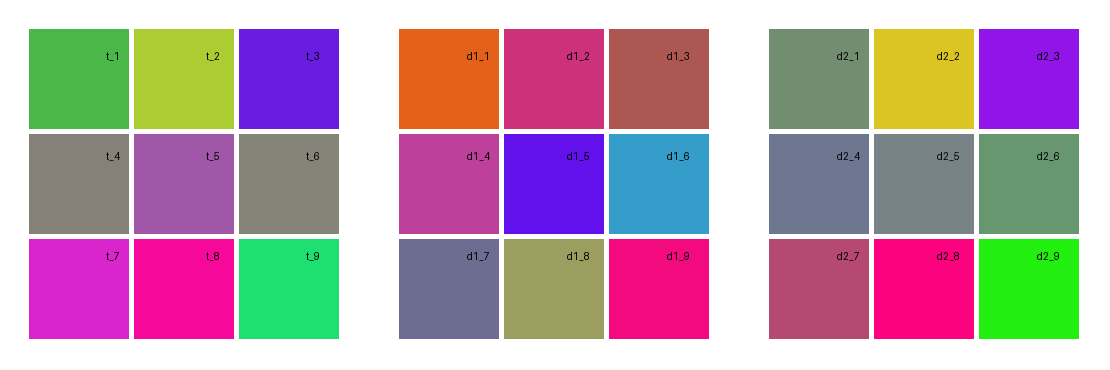 t_1 t_2 t_3 d1_1 d1_2 d1_3 d2_1 d2_2 d2_3
t_4 t_5 t_6 d1_4 d1_5 d1_6 d2_4 d2_5 d2_6
t_7 t_8 t_9 d1_7 d1_8 d1_9 d2_7 d2_8 d2_9